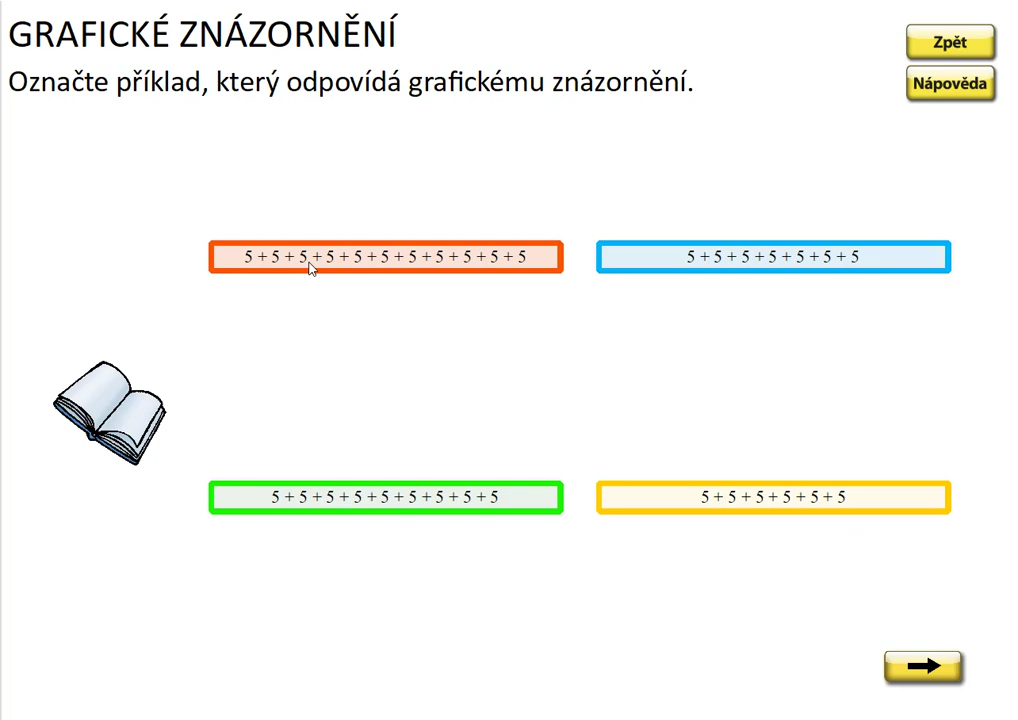 GRAFICKÉ ZNÁZORNĚNÍ
Zpět
Označte příklad, který odpovídá grafickému znázornění.
Nápověda
5 + 5 + 5 + 5 + 5 + 5 + 5 + 5 + 5 + 5 + 5
5 + 5 + 5 + 5 + 5 + 5 + 5
5 + 5 + 5 + 5 + 5 + 5 + 5 + 5 + 5
5 + 5 + 5 + 5 + 5 + 5